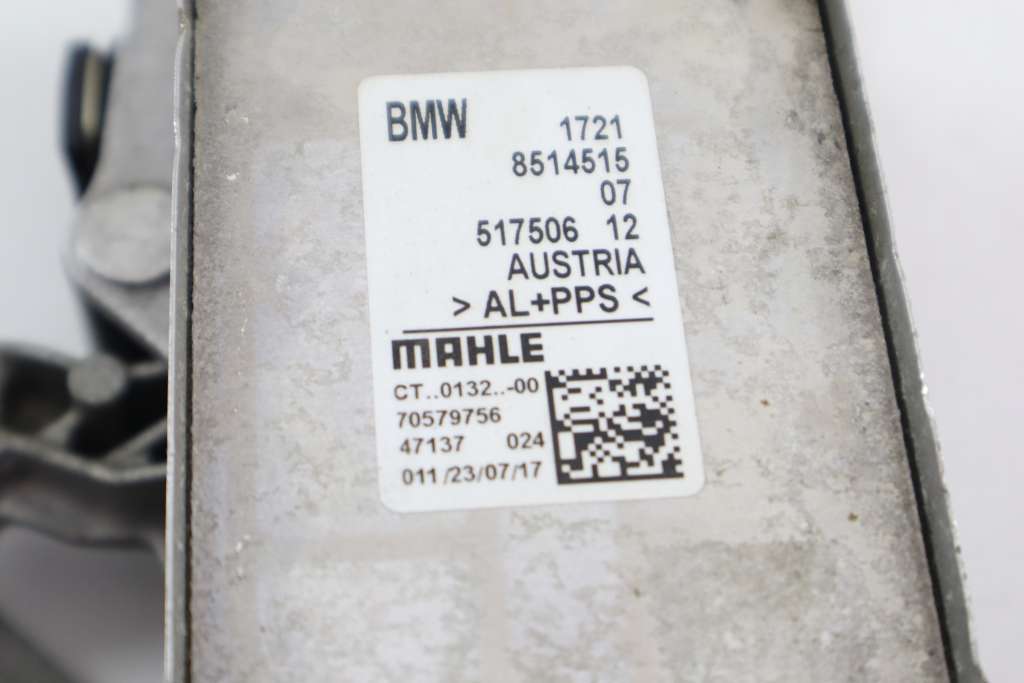 BMW 1721
8514515
07
517506 12
AUSTRIA
> AL+PPS <
MAHLE
CT..0132..-00
70579756
47137 024
011/23/07/17